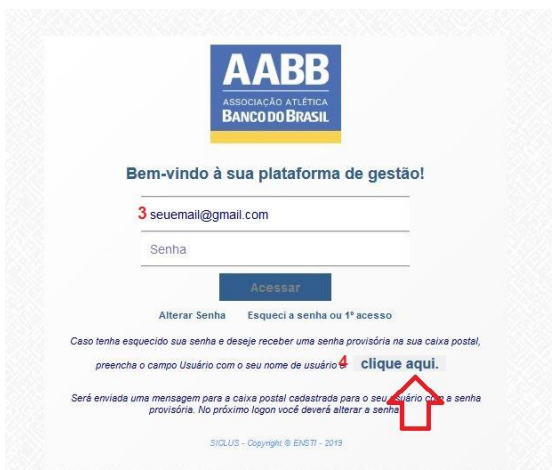 AABB
ASSOCIAÇÃO ATLÉTICA
BANCO DO BRASIL
Bem-vindo à sua plataforma de gestão!
3 seuemail@gmail.com
Senha
Acessar
Alterar Senha Esqueci a senha ou 1º acesso
Caso tenha esquecido sua senha e deseje receber uma senha provisória na sua caixa postal,
preencha o campo Usuário com o seu nome de usuário e 4 clique aqui.
Será enviada uma mensagem para a caixa postal cadastrada para o seu usuário com a senha
provisória. No próximo logon você deverá alterar a senha
SICLUS - Copyright © ENSTI - 2019